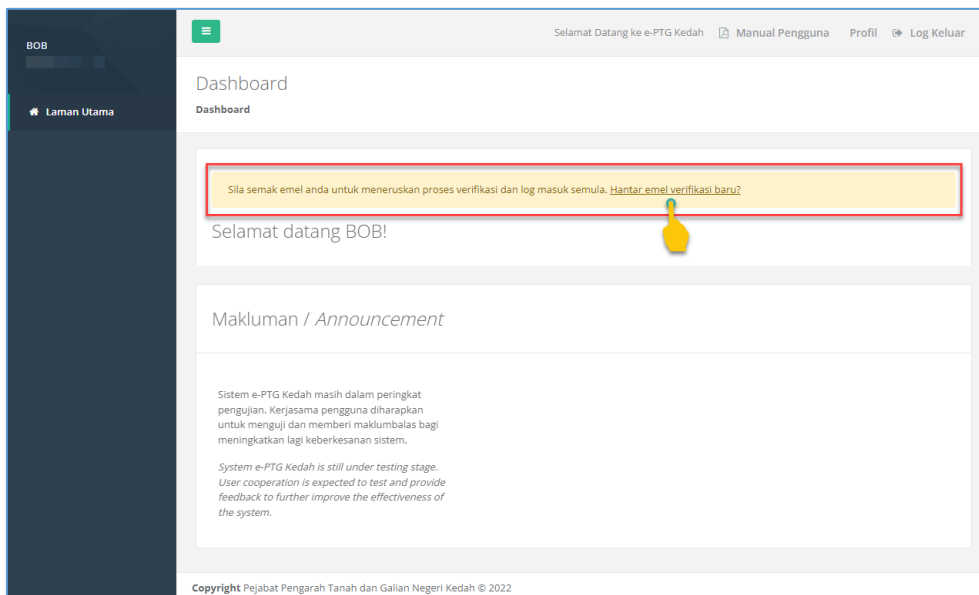 BOB
Laman Utama
Selamat Datang ke e-PTG Kedah Manual Pengguna Profil Log Keluar
Dashboard
Dashboard
Sila semak emel anda untuk meneruskan proses verifikasi dan log masuk semula. Hantar emel verifikasi baru?
Selamat datang BOB!
Makluman / Announcement
Sistem e-PTG Kedah masih dalam peringkat
pengujian. Kerjasama pengguna diharapkan
untuk menguji dan memberi maklumbalas bagi
meningkatkan lagi keberkesanan sistem.
System e-PTG Kedah is still under testing stage.
User cooperation is expected to test and provide
feedback to further improve the effectiveness of
the system.
Copyright Pejabat Pengarah Tanah dan Galian Negeri Kedah © 2022